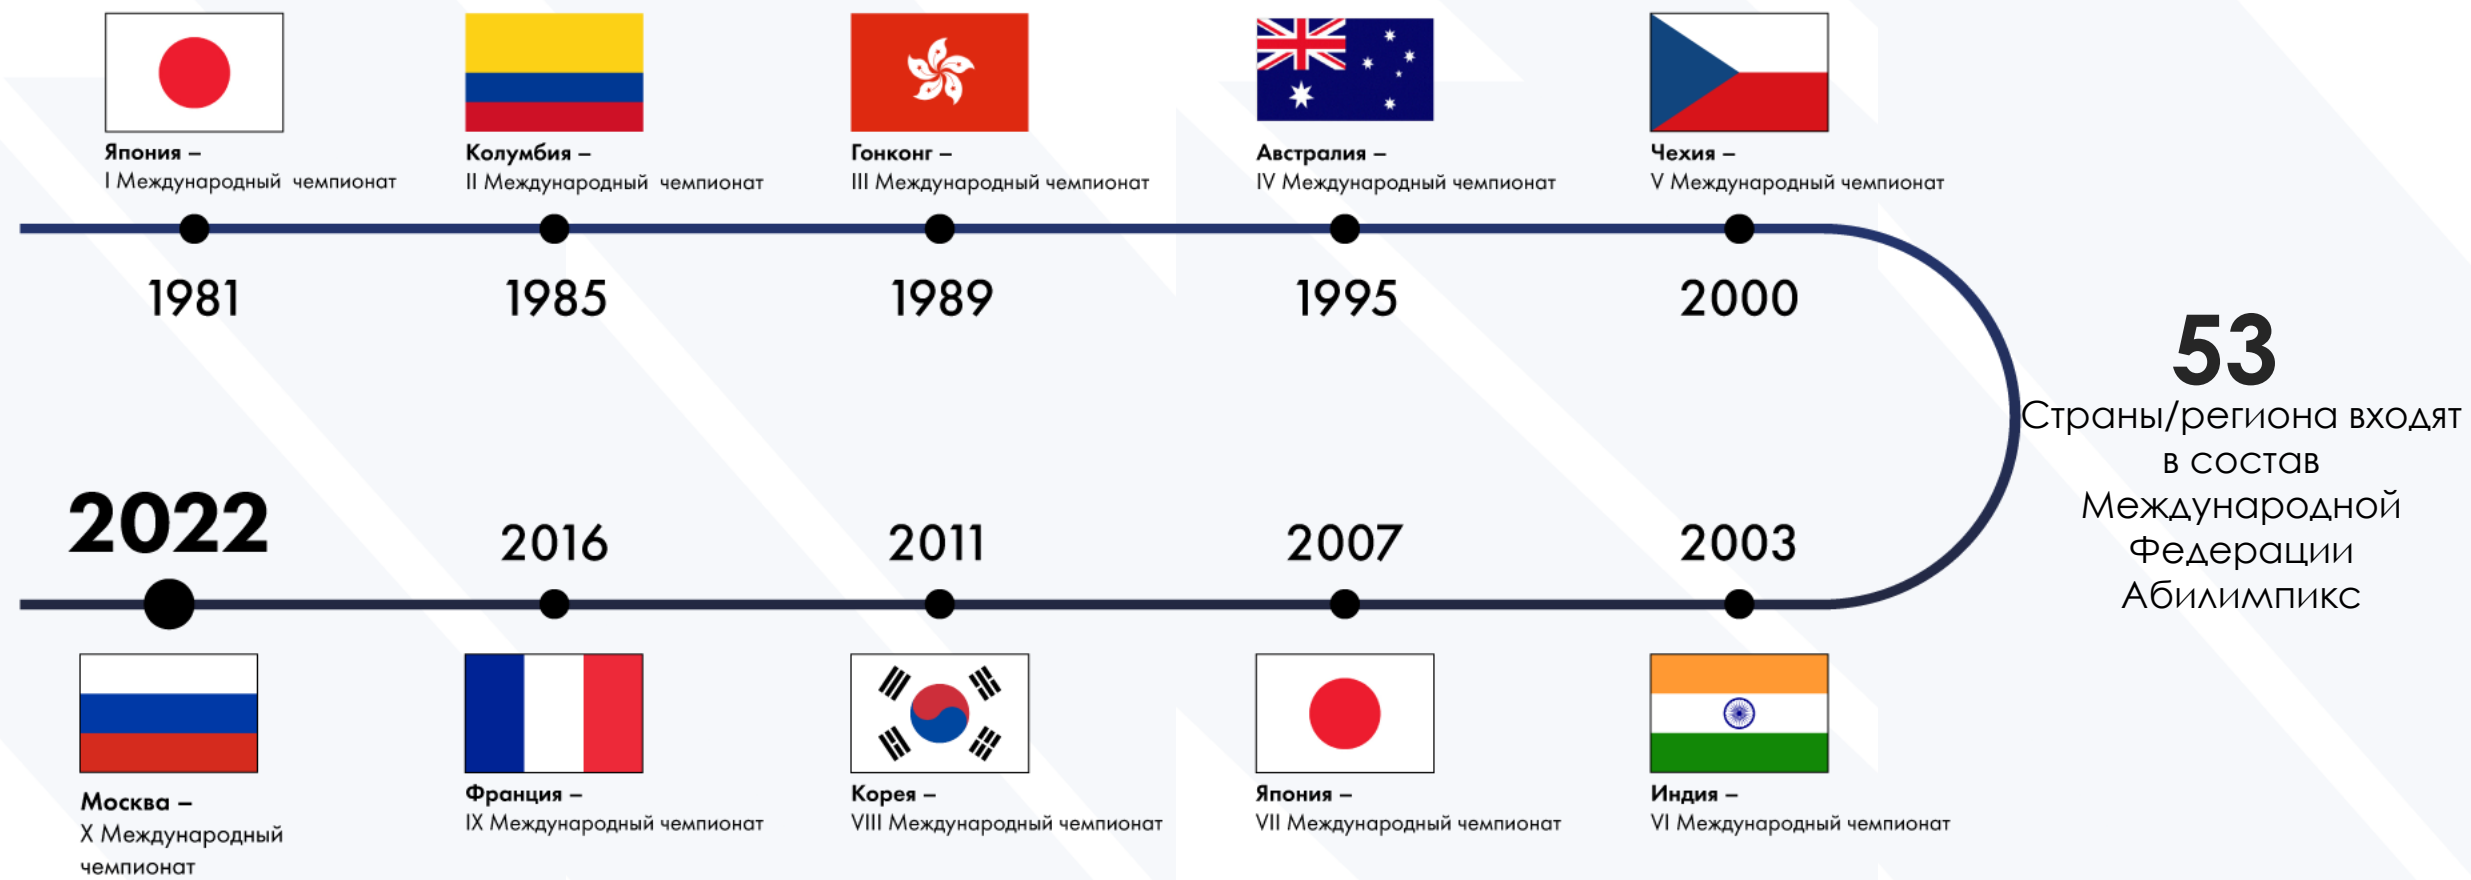 Япония –
I Международный чемпионат
Колумбия –
II Международный чемпионат
Гонконг –
III Международный чемпионат
Австралия –
IV Международный чемпионат
Чехия –
V Международный чемпионат
1981
1985
1989
1995
2000
53
Страны/региона входят
в состав
Международной
Федерации
Абилимпикс
2022
2016
2011
2007
2003
Москва –
X Международный
чемпионат
Франция –
IX Международный чемпионат
Корея –
VIII Международный чемпионат
Япония –
VII Международный чемпионат
Индия –
VI Международный чемпионат